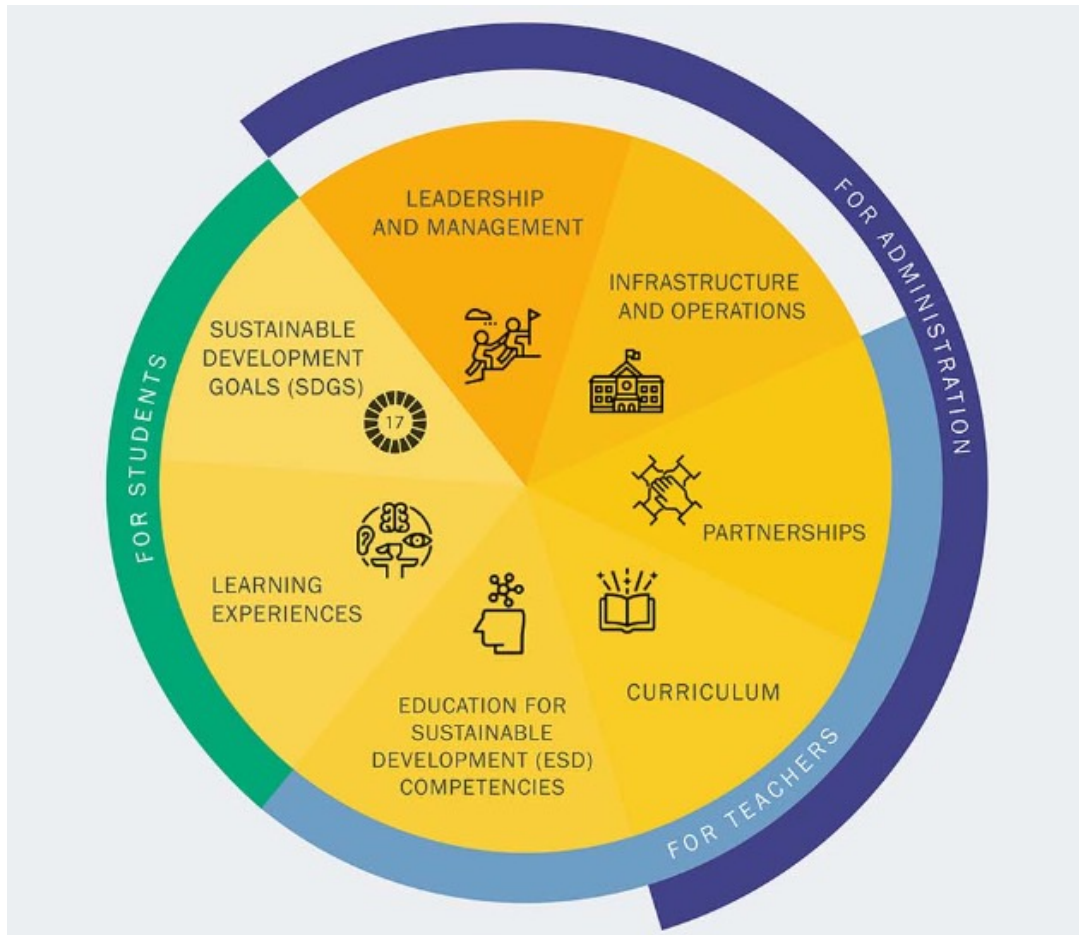 LEADERSHIP
AND MANAGEMENT
INFRASTRUCTURE
AND OPERATIONS
PARTNERSHIPS
CURRICULUM
EDUCATION FOR
SUSTAINABLE
DEVELOPMENT (ESD)
COMPETENCIES
LEARNING
EXPERIENCES
SUSTAINABLE
DEVELOPMENT
GOALS (SDGS)
17
FOR ADMINISTRATION
FOR TEACHERS
FOR STUDENTS